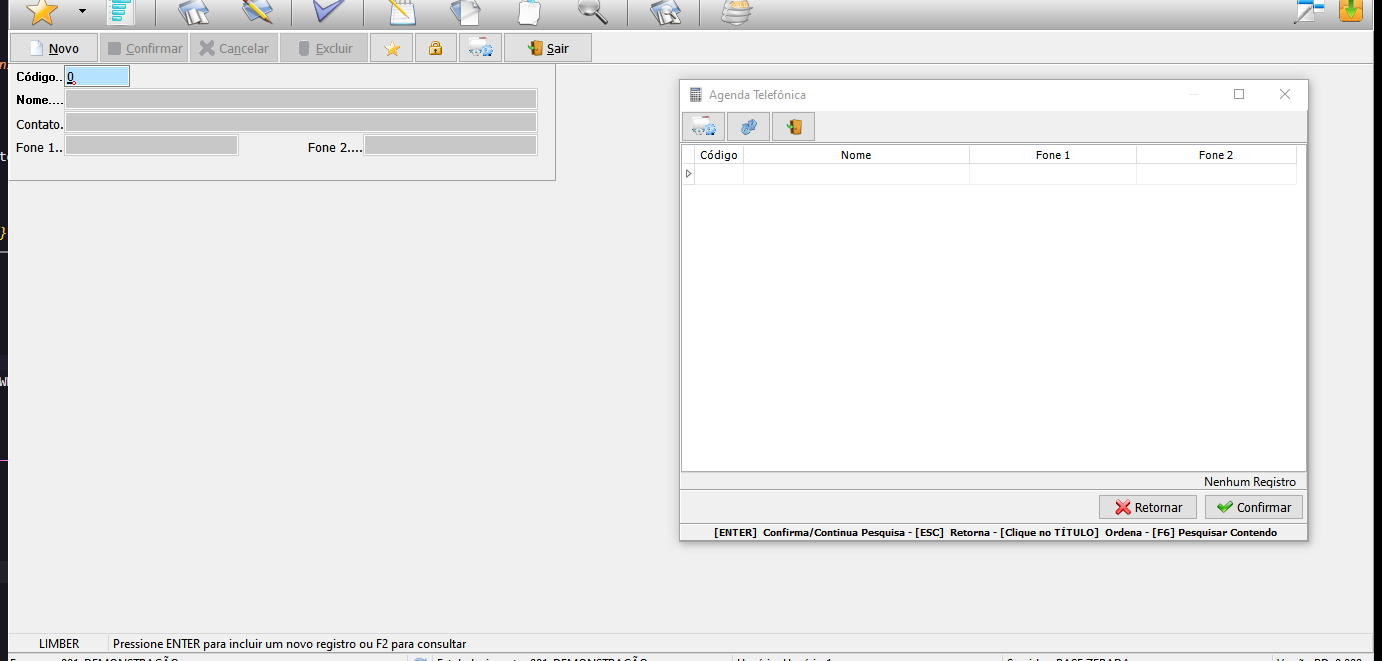 Novo Confirmar Cancelar Excluir Sair
Código.. 0
Nome....
Contato.
Fone 1.. Fone 2....
Agenda Telefônica
Código Nome Fone 1 Fone 2
Nenhum Registro
Retornar Confirmar
[ENTER] Confirma/Continua Pesquisa - [ESC] Retorna - [Clique no TÍTULO] Ordena - [F6] Pesquisar Contendo
LIMBER Pressione ENTER para incluir um novo registro ou F2 para consultar